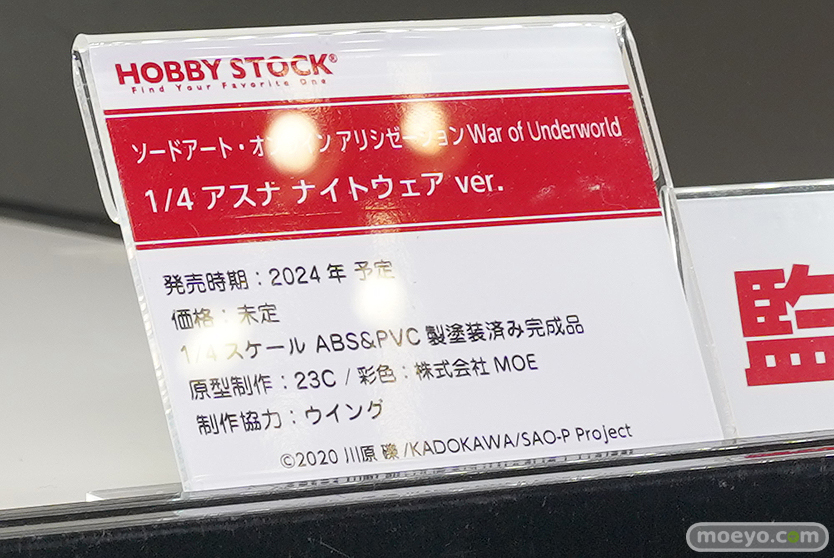 HOBBY STOCK®
Find Your Favorite One
ソードアート・オンライン アリシゼーション War of Underworld
1/4 アスナ ナイトウェア ver.
発売時期：2024年 予定
価格：未定
1/4スケール ABS&PVC 製塗装済み完成品
原型制作：23C / 彩色：株式会社 MOE
制作協力：ウイング
©2020 川原 礫/KADOKAWA/SAO-P Project
監
moeyo.com